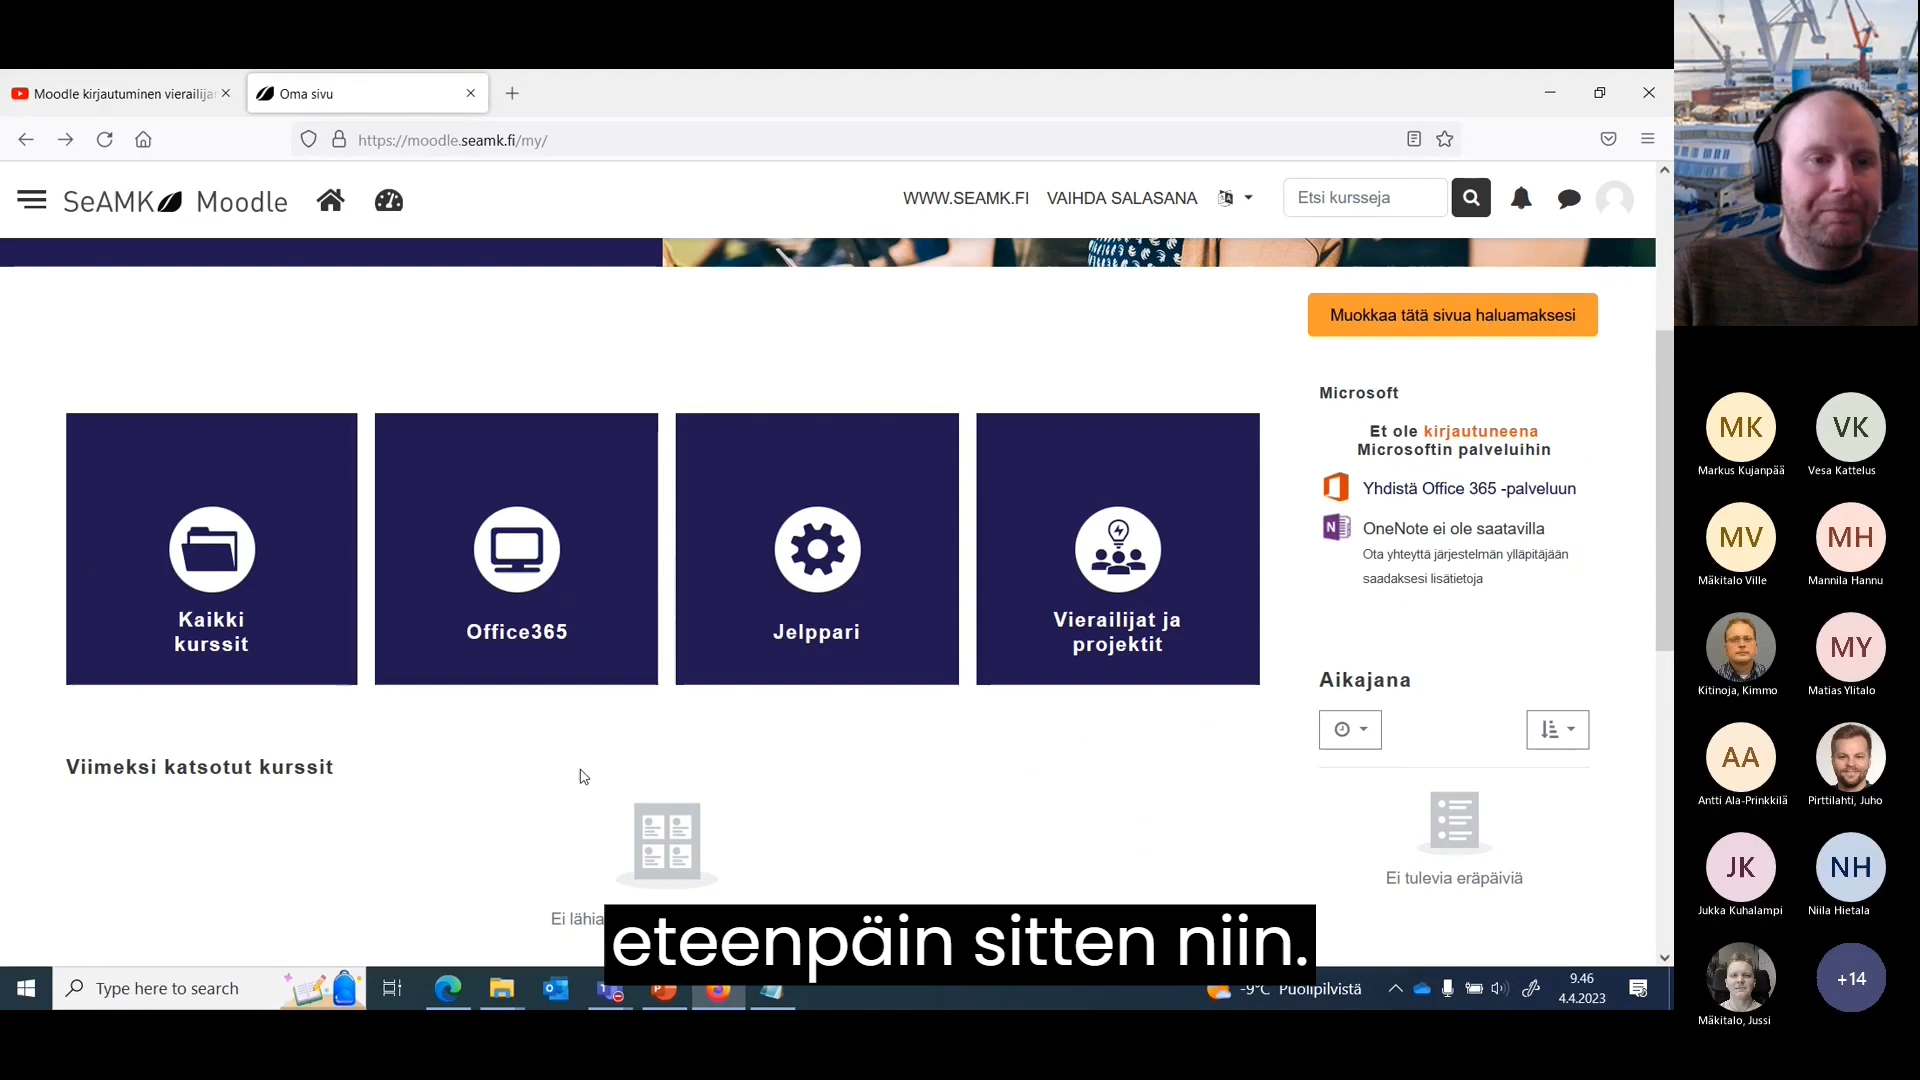 Moodle kirjautuminen vierailijan
Oma sivu
https://moodle.seamk.fi/my/
SeAMK Moodle
WWW.SEAMK.FI
VAIHDA SALASANA
Etsi kursseja
Muokkaa tätä sivua haluamaksesi
Microsoft
Et ole kirjautuneena
Microsoftin palveluihin
Yhdistä Office 365 -palveluun
OneNote ei ole saatavilla
Ota yhteyttä järjestelmän ylläpitäjään
saadaksesi lisätietoja
Kaikki
kurssit
Office365
Jelppari
Vierailijat ja
projektit
Aikajana
Viimeksi katsotut kurssit
Ei tulevia eräpäiviä
Ei
eteenpäin sitten niin.
Type here to search
-9°C Puolipilvistä
9.46
4.4.2023
MK
Markus Kujanpää
VK
Vesa Kattelus
MV
Mäkitalo Ville
MH
Mannila Hannu
Kitinoja, Kimmo
MY
Matias Ylitalo
AA
Antti Ala-Prinkkilä
Pirttilahti, Juho
JK
Jukka Kuhalampi
NH
Niila Hietala
Mäkitalo, Jussi
+14